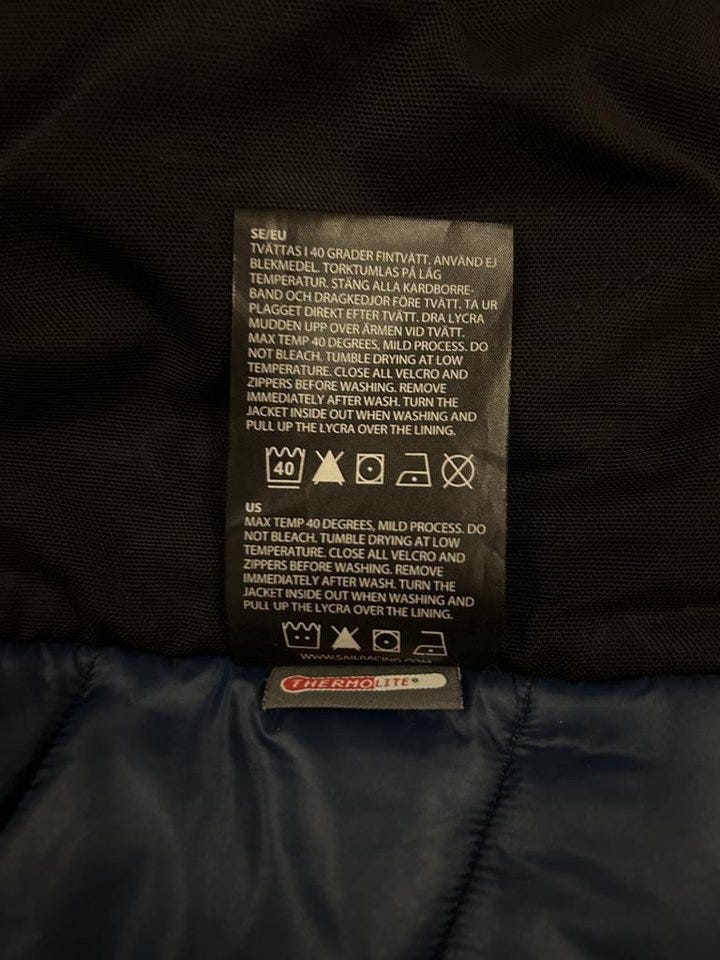 SE/EU
TVÄTTAS I 40 GRADER FINTVÄTT. ANVÄND EJ
BLEKMEDEL. TORKTUMLAS PÅ LÅG
TEMPERATUR. STÄNG ALLA KARDBORRE-
BAND OCH DRAGKEDJOR FÖRE TVÄTT. TA UR
PLAGGET DIREKT EFTER TVÄTT. DRA LYCRA
MUDDEN UPP OVER ÄRMEN VID TVÄTT.
MAX TEMP 40 DEGREES, MILD PROCESS. DO
NOT BLEACH. TUMBLE DRYING AT LOW
TEMPERATURE. CLOSE ALL VELCRO AND
ZIPPERS BEFORE WASHING. REMOVE
IMMEDIATELY AFTER WASH. TURN THE
JACKET INSIDE OUT WHEN WASHING AND
PULL UP THE LYCRA OVER THE LINING.
40
US
MAX TEMP 40 DEGREES, MILD PROCESS. DO
NOT BLEACH. TUMBLE DRYING AT LOW
TEMPERATURE. CLOSE ALL VELCRO AND
ZIPPERS BEFORE WASHING. REMOVE
IMMEDIATELY AFTER WASH. TURN THE
JACKET INSIDE OUT WHEN WASHING AND
PULL UP THE LYCRA OVER THE LINING.
WWW.SAILRACING.COM
THERMOLITE®